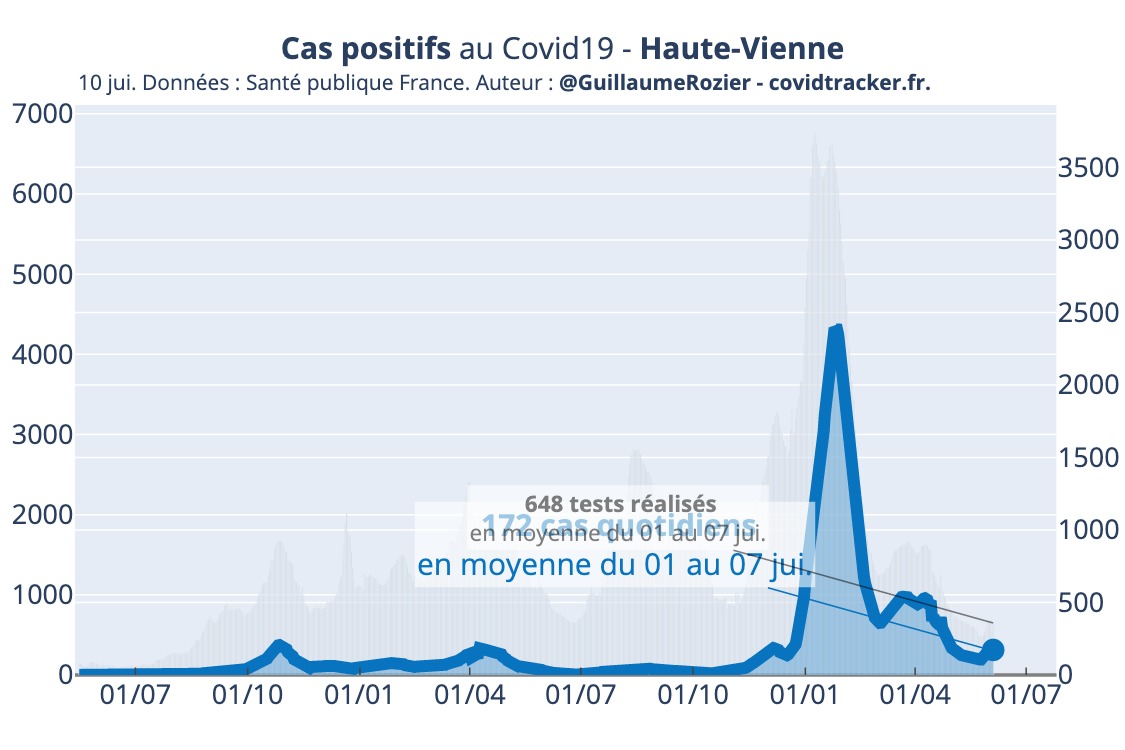 Cas positifs au Covid19 - Haute-Vienne
10 jui. Données : Santé publique France. Auteur : @GuillaumeRozier - covidtracker.fr.
7000
6000
5000
4000
3000
2000
1000
0
3500
3000
2500
2000
1500
1000
500
0
648 tests réalisés
172 cas quotidiens
en moyenne du 01 au 07 jui.
en moyenne du 01 au 07 jui.
01/07 01/10 01/01 01/04 01/07 01/10 01/01 01/04 01/07